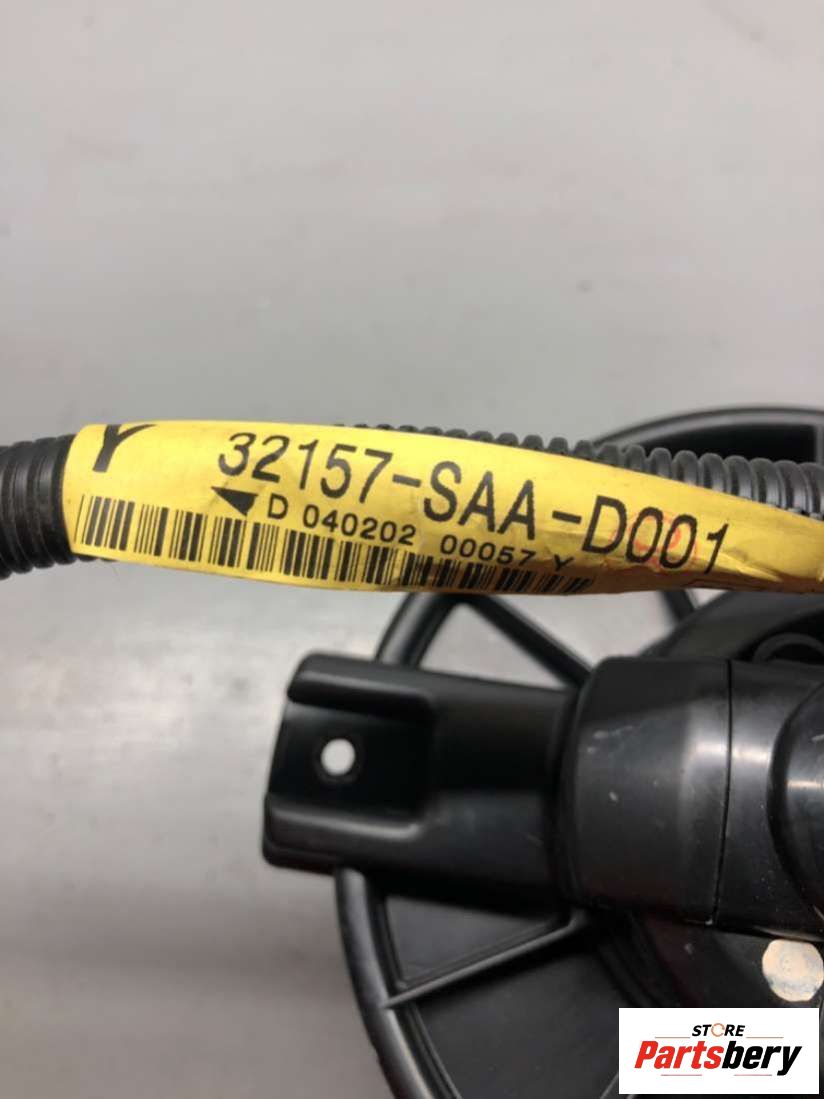 Y 32157-SAA-D001
D 040202 00057 Y
STORE
Partsbery